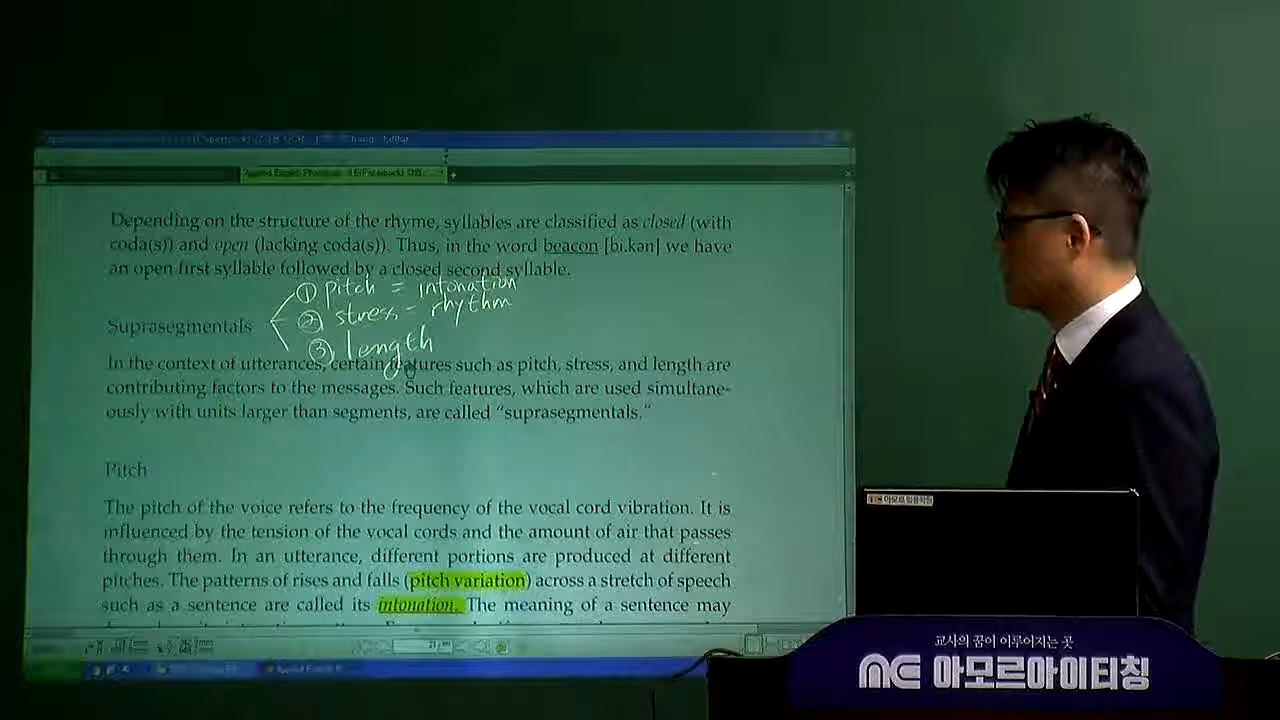 Depending on the structure of the rhyme, syllables are classified as closed (with
coda(s)) and open (lacking coda(s)). Thus, in the word beacon [bi.kən] we have
an open first syllable followed by a closed second syllable.
① pitch = intonation
② stress - rhythm
③ length
Suprasegmentals
In the context of utterances, certain features such as pitch, stress, and length are
contributing factors to the messages. Such features, which are used simultane-
ously with units larger than segments, are called "suprasegmentals."
Pitch
The pitch of the voice refers to the frequency of the vocal cord vibration. It is
influenced by the tension of the vocal cords and the amount of air that passes
through them. In an utterance, different portions are produced at different
pitches. The patterns of rises and falls (pitch variation) across a stretch of speech
such as a sentence are called its intonation. The meaning of a sentence may
교사의 꿈이 이루어지는 곳
아모르아이티칭